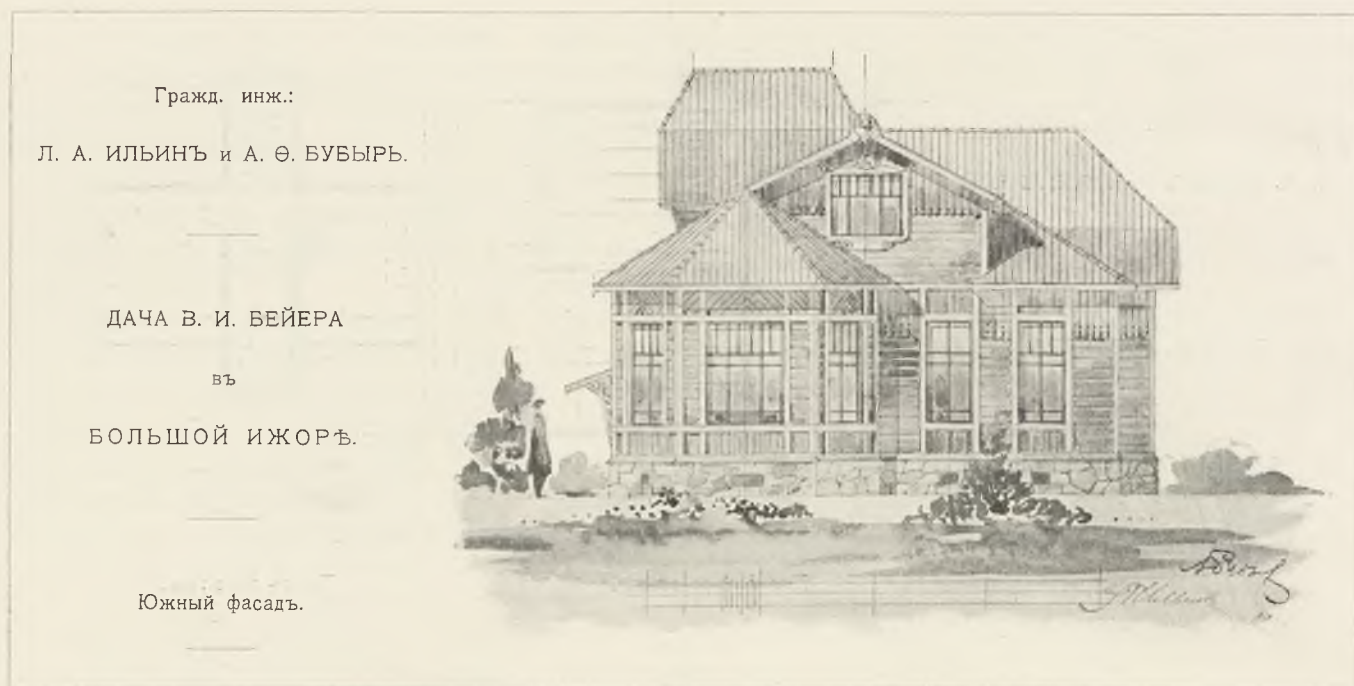 Гражд. инж.:
Л. А. ИЛЬИНЪ и А. Ѳ. БУБЫРЬ.
ДАЧА В. И. БЕЙЕРА
въ
БОЛЬШОЙ ИЖОРѢ.
Южный фасадъ.